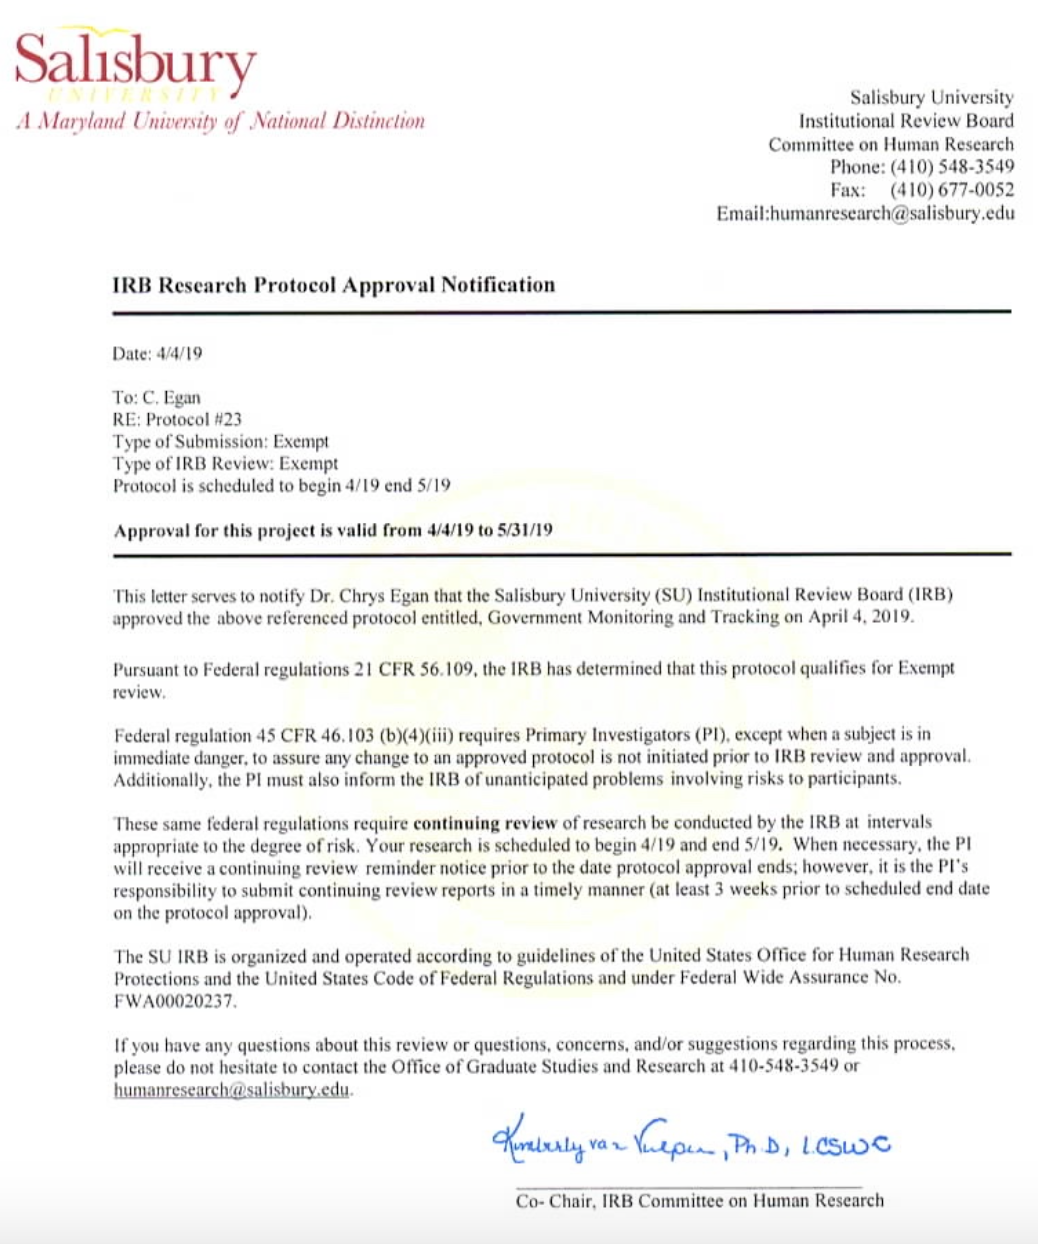 Salisbury
UNIVERSITY
A Maryland University of National Distinction
Salisbury University
Institutional Review Board
Committee on Human Research
Phone: (410) 548-3549
Fax: (410) 677-0052
Email:humanresearch@salisbury.edu
IRB Research Protocol Approval Notification
Date: 4/4/19
To: C. Egan
RE: Protocol #23
Type of Submission: Exempt
Type of IRB Review: Exempt
Protocol is scheduled to begin 4/19 end 5/19
Approval for this project is valid from 4/4/19 to 5/31/19
This letter serves to notify Dr. Chrys Egan that the Salisbury University (SU) Institutional Review Board (IRB)
approved the above referenced protocol entitled, Government Monitoring and Tracking on April 4, 2019.
Pursuant to Federal regulations 21 CFR 56.109, the IRB has determined that this protocol qualifies for Exempt
review.
Federal regulation 45 CFR 46.103 (b)(4)(iii) requires Primary Investigators (PI), except when a subject is in
immediate danger, to assure any change to an approved protocol is not initiated prior to IRB review and approval.
Additionally, the PI must also inform the IRB of unanticipated problems involving risks to participants.
These same federal regulations require continuing review of research be conducted by the IRB at intervals
appropriate to the degree of risk. Your research is scheduled to begin 4/19 and end 5/19. When necessary, the PI
will receive a continuing review reminder notice prior to the date protocol approval ends; however, it is the PI's
responsibility to submit continuing review reports in a timely manner (at least 3 weeks prior to scheduled end date
on the protocol approval).
The SU IRB is organized and operated according to guidelines of the United States Office for Human Research
Protections and the United States Code of Federal Regulations and under Federal Wide Assurance No.
FWA00020237.
If you have any questions about this review or questions, concerns, and/or suggestions regarding this process,
please do not hesitate to contact the Office of Graduate Studies and Research at 410-548-3549 or
humanresearch@salisbury.edu.
Kimberly van Vulpen, Ph.D, LCSWC
Co- Chair, IRB Committee on Human Research